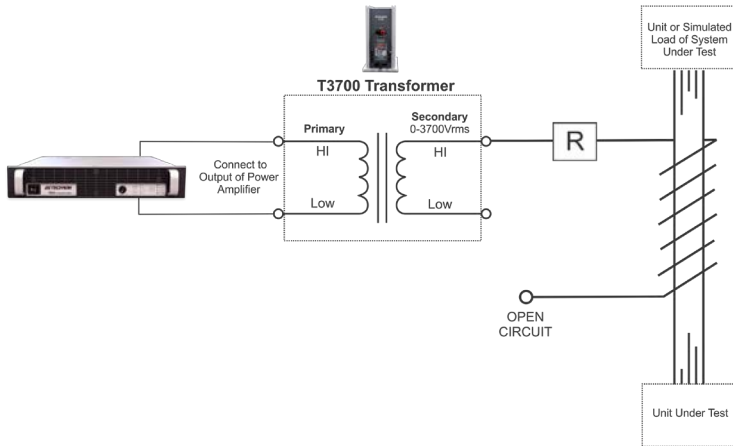 Unit or Simulated
Load of System
Under Test
T3700 Transformer
Primary
Secondary
0-3700Vrms
HI
HI
R
Connect to
Output of Power
Amplifier
Low
Low
OPEN
CIRCUIT
Unit Under Test